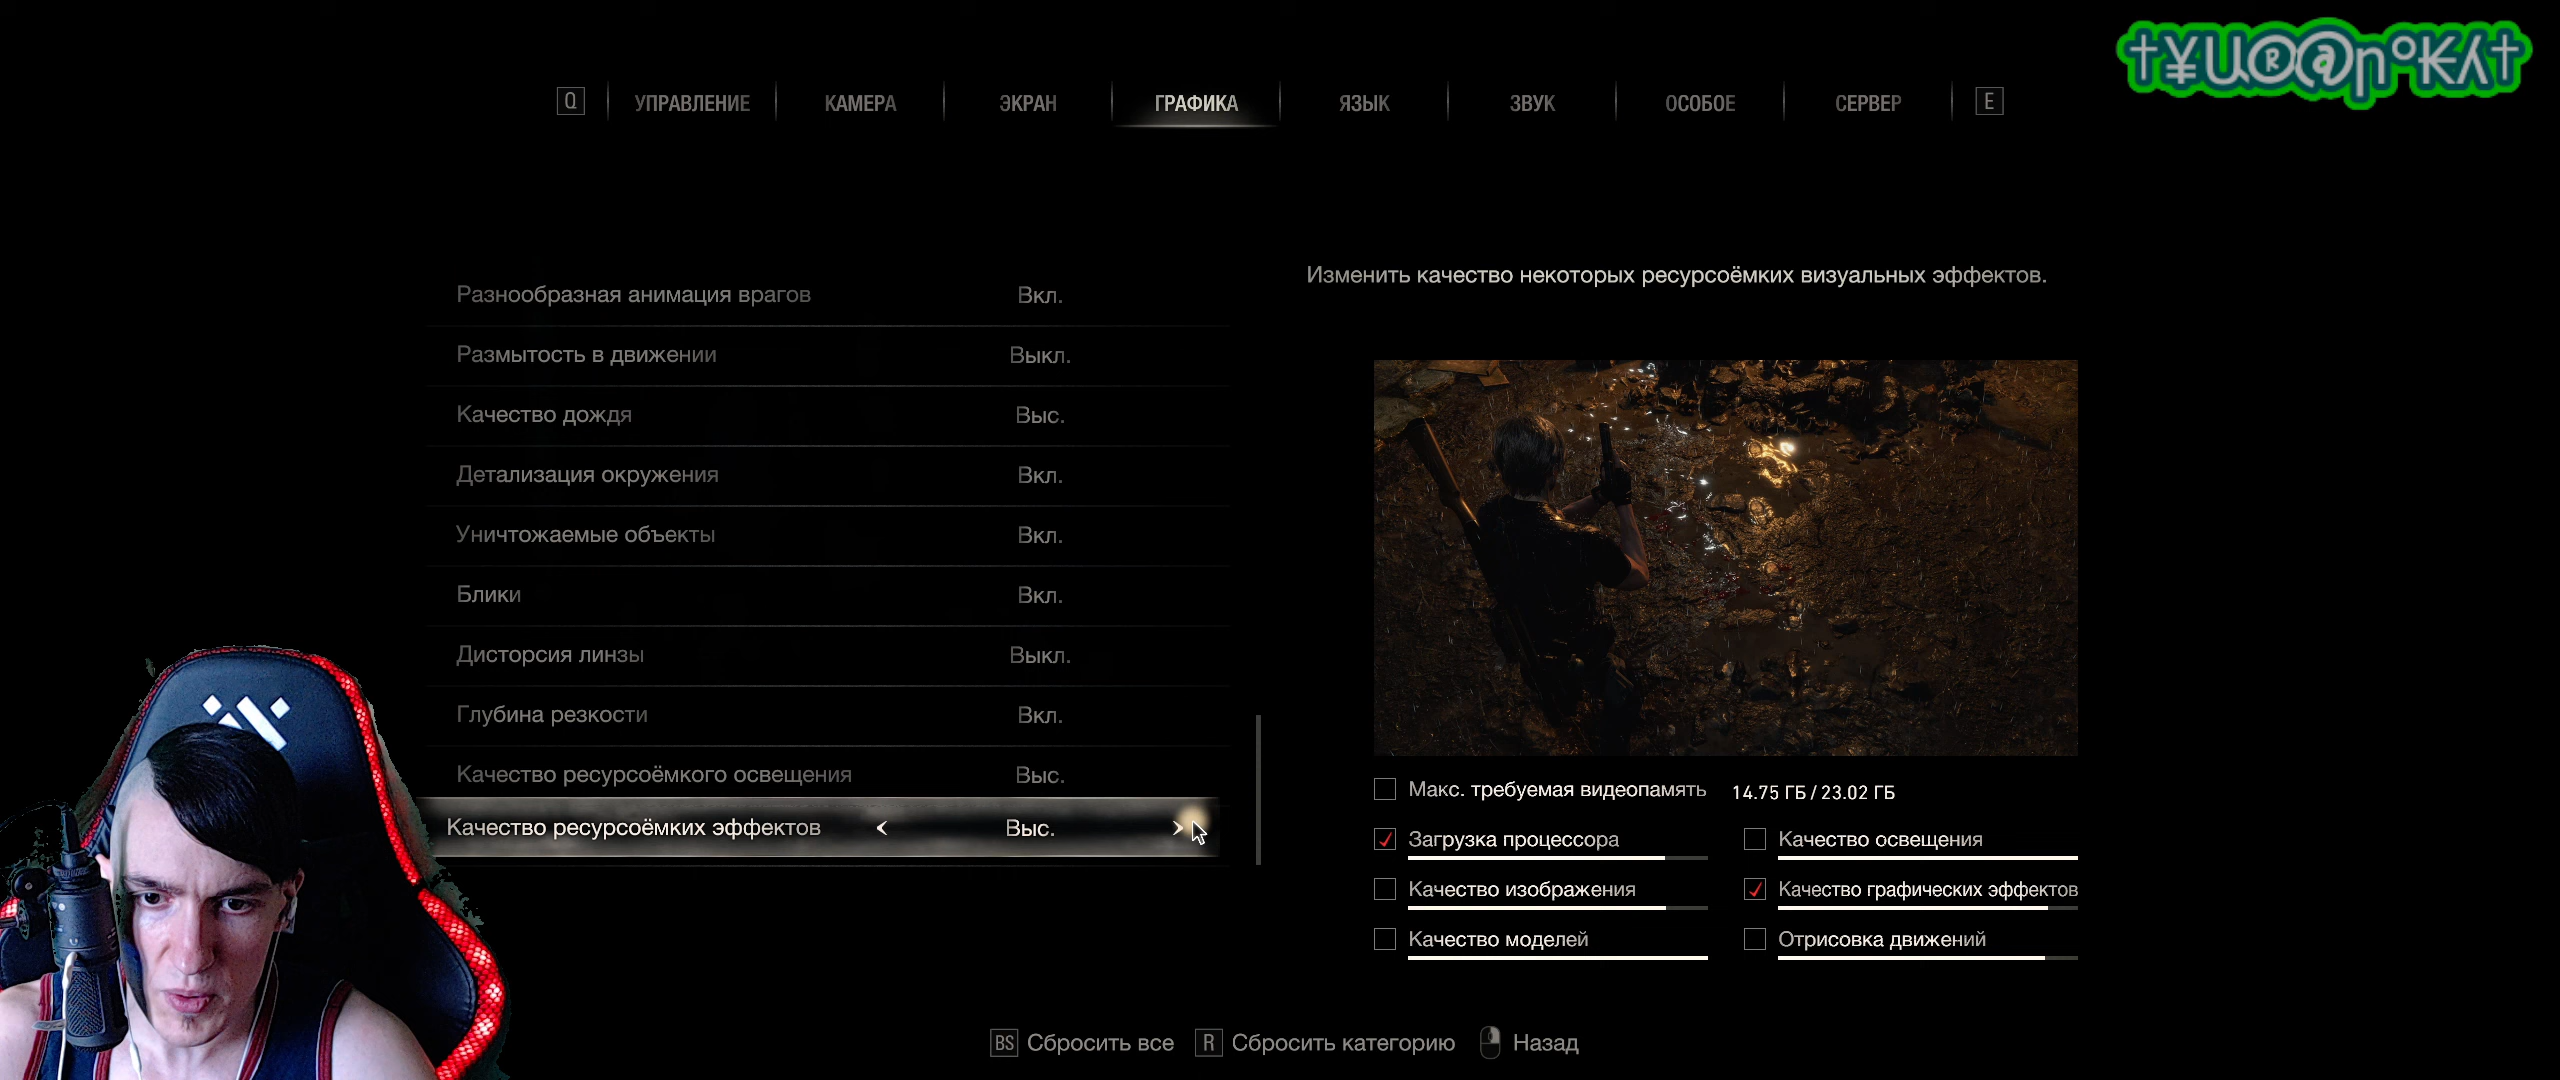 †¥URⓇ@ηºҜʎ†
Q
УПРАВЛЕНИЕ
КАМЕРА
ЭКРАН
ГРАФИКА
ЯЗЫК
ЗВУК
ОСОБОЕ
СЕРВЕР
E
Разнообразная анимация врагов Вкл.
Размытость в движении Выкл.
Качество дождя Выс.
Детализация окружения Вкл.
Уничтожаемые объекты Вкл.
Блики Вкл.
Дисторсия линзы Выкл.
Глубина резкости Вкл.
Качество ресурсоёмкого освещения Выс.
Качество ресурсоёмких эффектов < Выс. >
Изменить качество некоторых ресурсоёмких визуальных эффектов.
Макс. требуемая видеопамять 14.75 ГБ / 23.02 ГБ
Загрузка процессора
Качество освещения
Качество изображения
Качество графических эффектов
Качество моделей
Отрисовка движений
BS Сбросить все R Сбросить категорию Назад